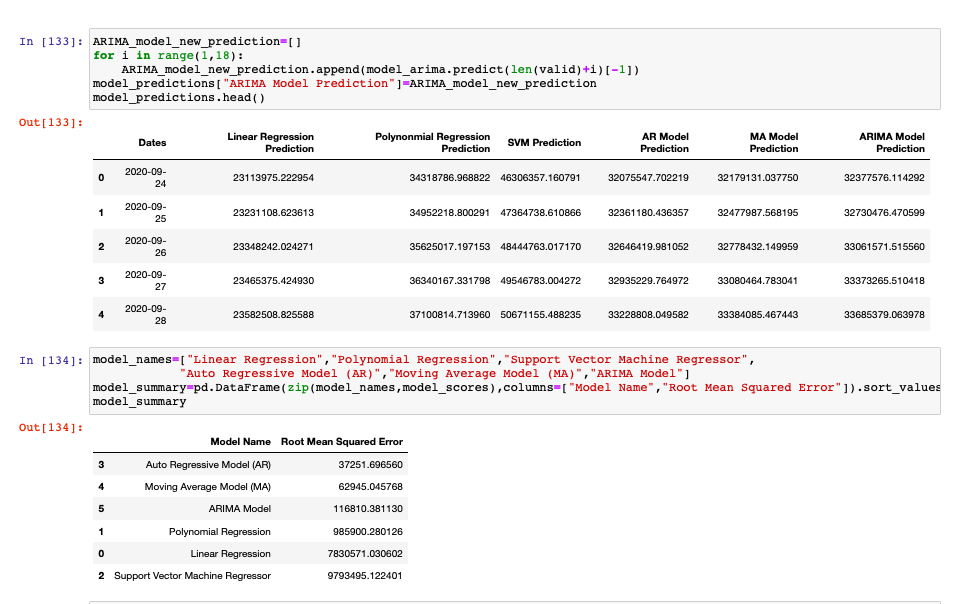 In [133]: ARIMA_model_new_prediction=[]
for i in range(1,18):
    ARIMA_model_new_prediction.append(model_arima.predict(len(valid)+i)[-1])
model_predictions["ARIMA Model Prediction"]=ARIMA_model_new_prediction
model_predictions.head()
Out[133]:
Dates Linear Regression Prediction Polynonmial Regression Prediction SVM Prediction AR Model Prediction MA Model Prediction ARIMA Model Prediction
0 2020-09-24 23113975.222954 34318786.968822 46306357.160791 32075547.702219 32179131.037750 32377576.114292
1 2020-09-25 23231108.623613 34952218.800291 47364738.610866 32361180.436357 32477987.568195 32730476.470599
2 2020-09-26 23348242.024271 35625017.197153 48444763.017170 32646419.981052 32778432.149959 33061571.515560
3 2020-09-27 23465375.424930 36340167.331798 49546783.004272 32935229.764972 33080464.783041 33373265.510418
4 2020-09-28 23582508.825588 37100814.713960 50671155.488235 33228808.049582 33384085.467443 33685379.063978
In [134]: model_names=["Linear Regression","Polynomial Regression","Support Vector Machine Regressor",
"Auto Regressive Model (AR)","Moving Average Model (MA)","ARIMA Model"]
model_summary=pd.DataFrame(zip(model_names,model_scores),columns=["Model Name","Root Mean Squared Error"]).sort_values
model_summary
Out[134]:
Model Name Root Mean Squared Error
3 Auto Regressive Model (AR) 37251.696560
4 Moving Average Model (MA) 62945.045768
5 ARIMA Model 116810.381130
1 Polynomial Regression 985900.280126
0 Linear Regression 7830571.030602
2 Support Vector Machine Regressor 9793495.122401